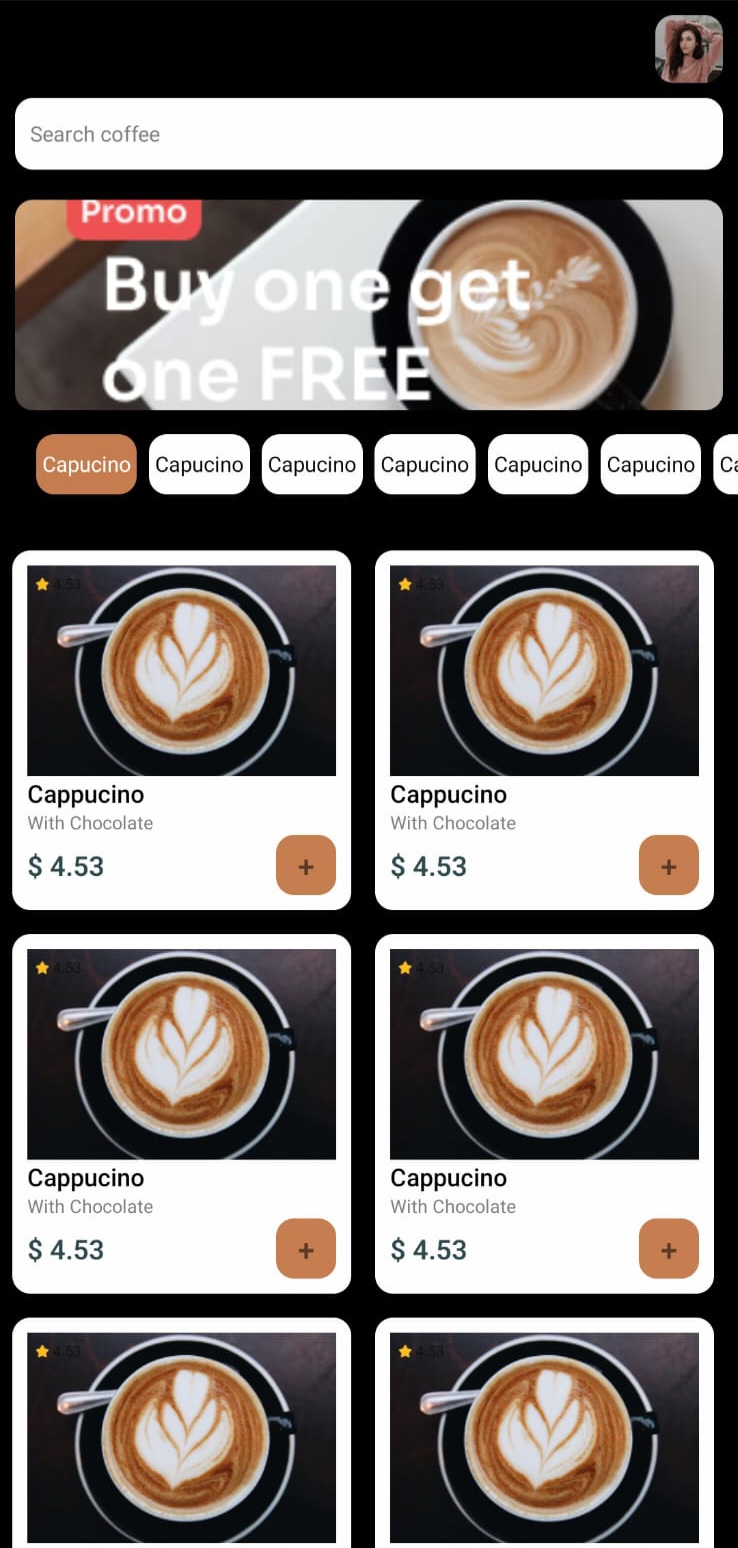 Search coffee
Promo
Buy one get
one FREE
Capucino Capucino Capucino Capucino Capucino Capucino Ca
4.53 4.53
Cappucino Cappucino
With Chocolate With Chocolate
$ 4.53 + $ 4.53 +
4.53 4.53
Cappucino Cappucino
With Chocolate With Chocolate
$ 4.53 + $ 4.53 +
4.53 4.53